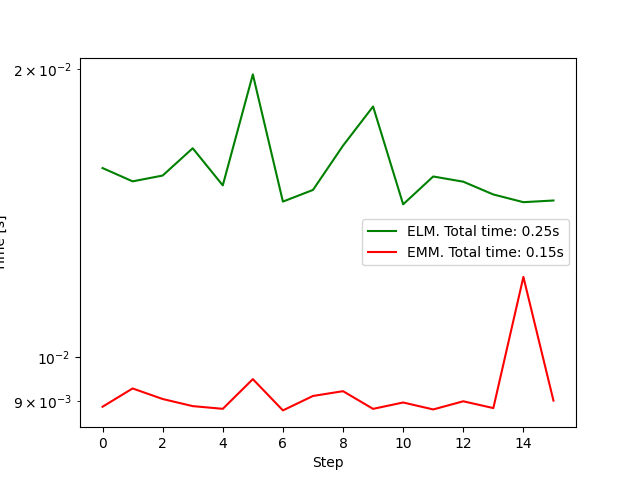 2 × 10⁻²
10⁻²
9 × 10⁻³
Time [s]
ELM. Total time: 0.25s
EMM. Total time: 0.15s
0 2 4 6 8 10 12 14
Step